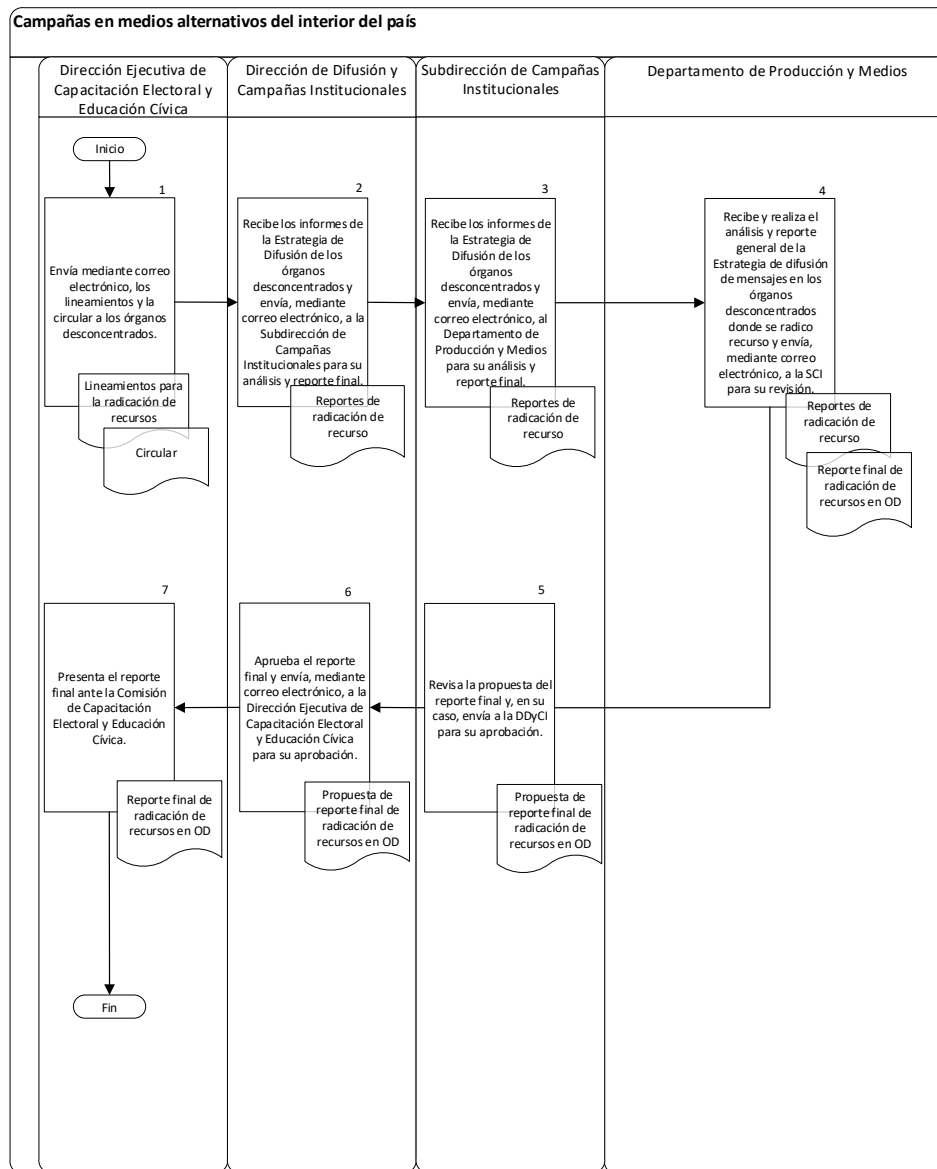 Campañas en medios alternativos del interior del país
Dirección Ejecutiva de
Capacitación Electoral y
Educación Cívica
Dirección de Difusión y
Campañas Institucionales
Subdirección de Campañas
Institucionales
Departamento de Producción y Medios
Inicio
1
Envía mediante correo
electrónico, los
lineamientos y la
circular a los órganos
desconcentrados.
Lineamientos para
la radicación de
recursos
Circular
2
Recibe los informes de
la Estrategia de
Difusión de los
órganos
desconcentrados y
envía, mediante
correo electrónico, a la
Subdirección de
Campañas
Institucionales para su
análisis y reporte final.
Reportes de
radicación de
recurso
3
Recibe los informes de
la Estrategia de
Difusión de los
órganos
desconcentrados y
envía, mediante
correo electrónico, al
Departamento de
Producción y Medios
para su análisis y
reporte final.
Reportes de
radicación de
recurso
4
Recibe y realiza el
análisis y reporte
general de la
Estrategia de difusión
de mensajes en los
órganos
desconcentrados
donde se radico
recurso y envía,
mediante correo
electrónico, a la SCI
para su revisión.
Reportes de
radicación de
recurso
Reporte final de
radicación de
recursos en OD
5
Revisa la propuesta del
reporte final y, en su
caso, envía a la DDyCI
para su aprobación.
Propuesta de
reporte final de
radicación de
recursos en OD
6
Aprueba el reporte
final y envía, mediante
correo electrónico, a la
Dirección Ejecutiva de
Capacitación Electoral
y Educación Cívica
para su aprobación.
Propuesta de
reporte final de
radicación de
recursos en OD
7
Presenta el reporte
final ante la Comisión
de Capacitación
Electoral y Educación
Cívica.
Reporte final de
radicación de
recursos en OD
Fin